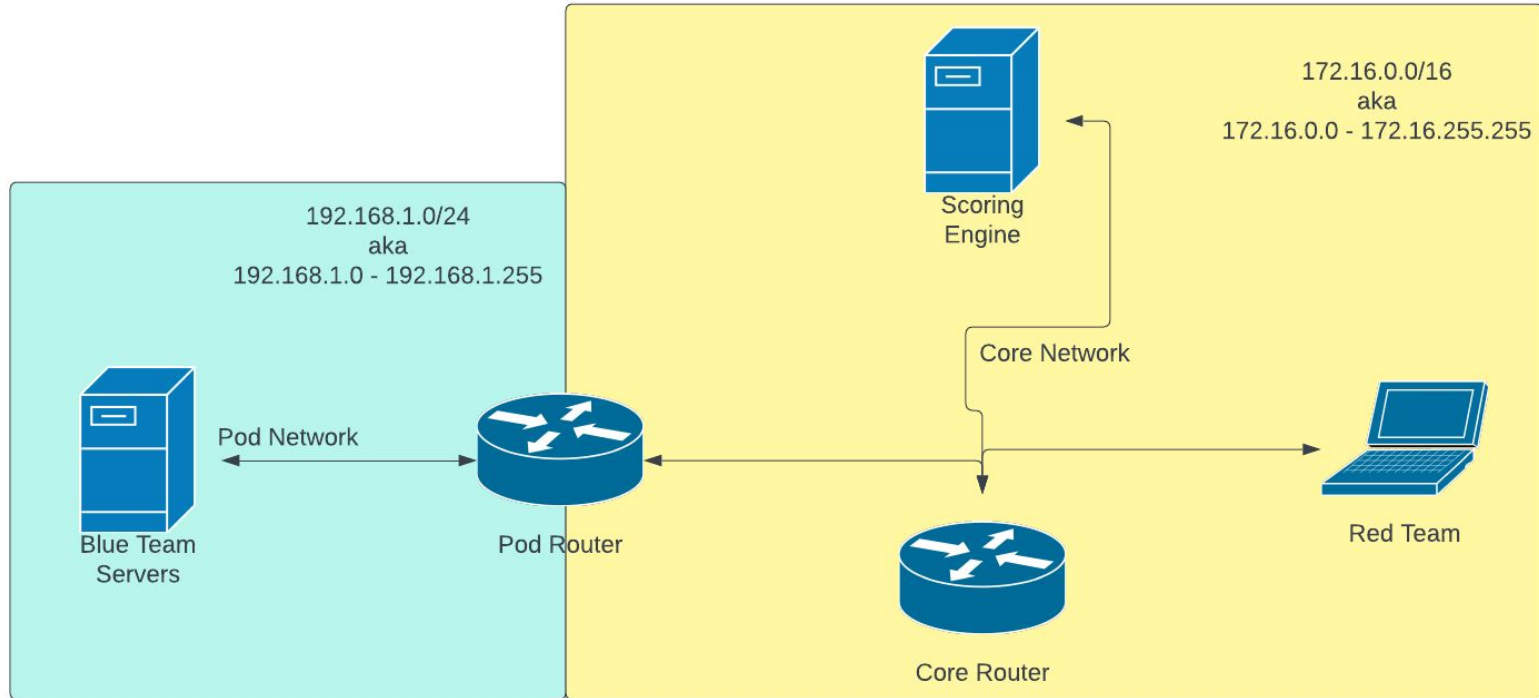 172.16.0.0/16
aka
172.16.0.0 - 172.16.255.255
Scoring
Engine
192.168.1.0/24
aka
192.168.1.0 - 192.168.1.255
Core Network
Pod Network
Blue Team
Servers
Pod Router
Red Team
Core Router